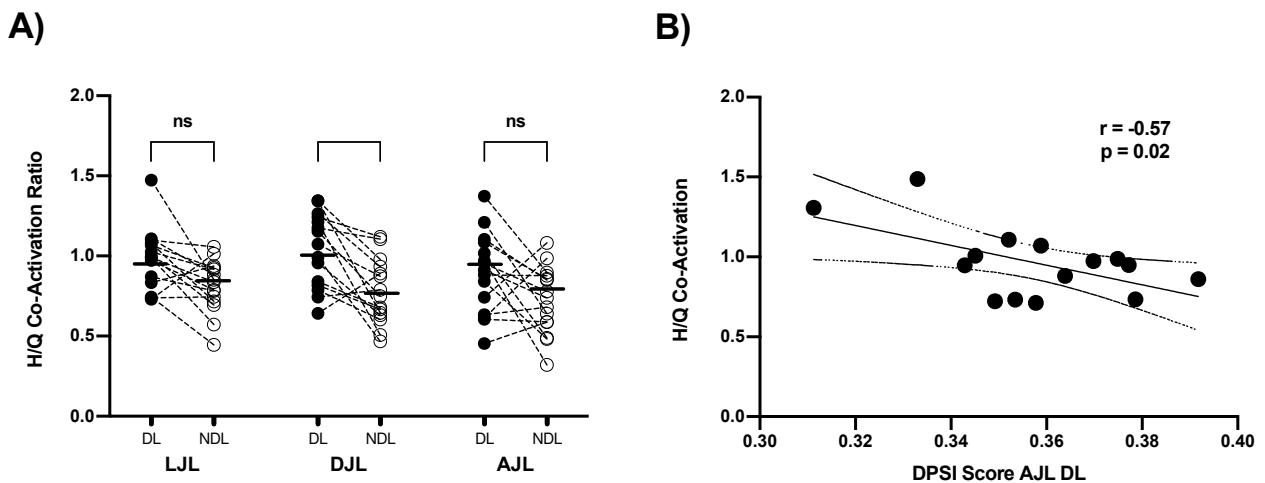 A)
H/Q Co-Activation Ratio
2.0
1.5
1.0
0.5
0.0
ns
ns
DL NDL DL NDL DL NDL
LJL DJL AJL
B)
H/Q Co-Activation
2.0
1.5
1.0
0.5
0.0
r = -0.57
p = 0.02
0.30 0.32 0.34 0.36 0.38 0.40
DPSI Score AJL DL